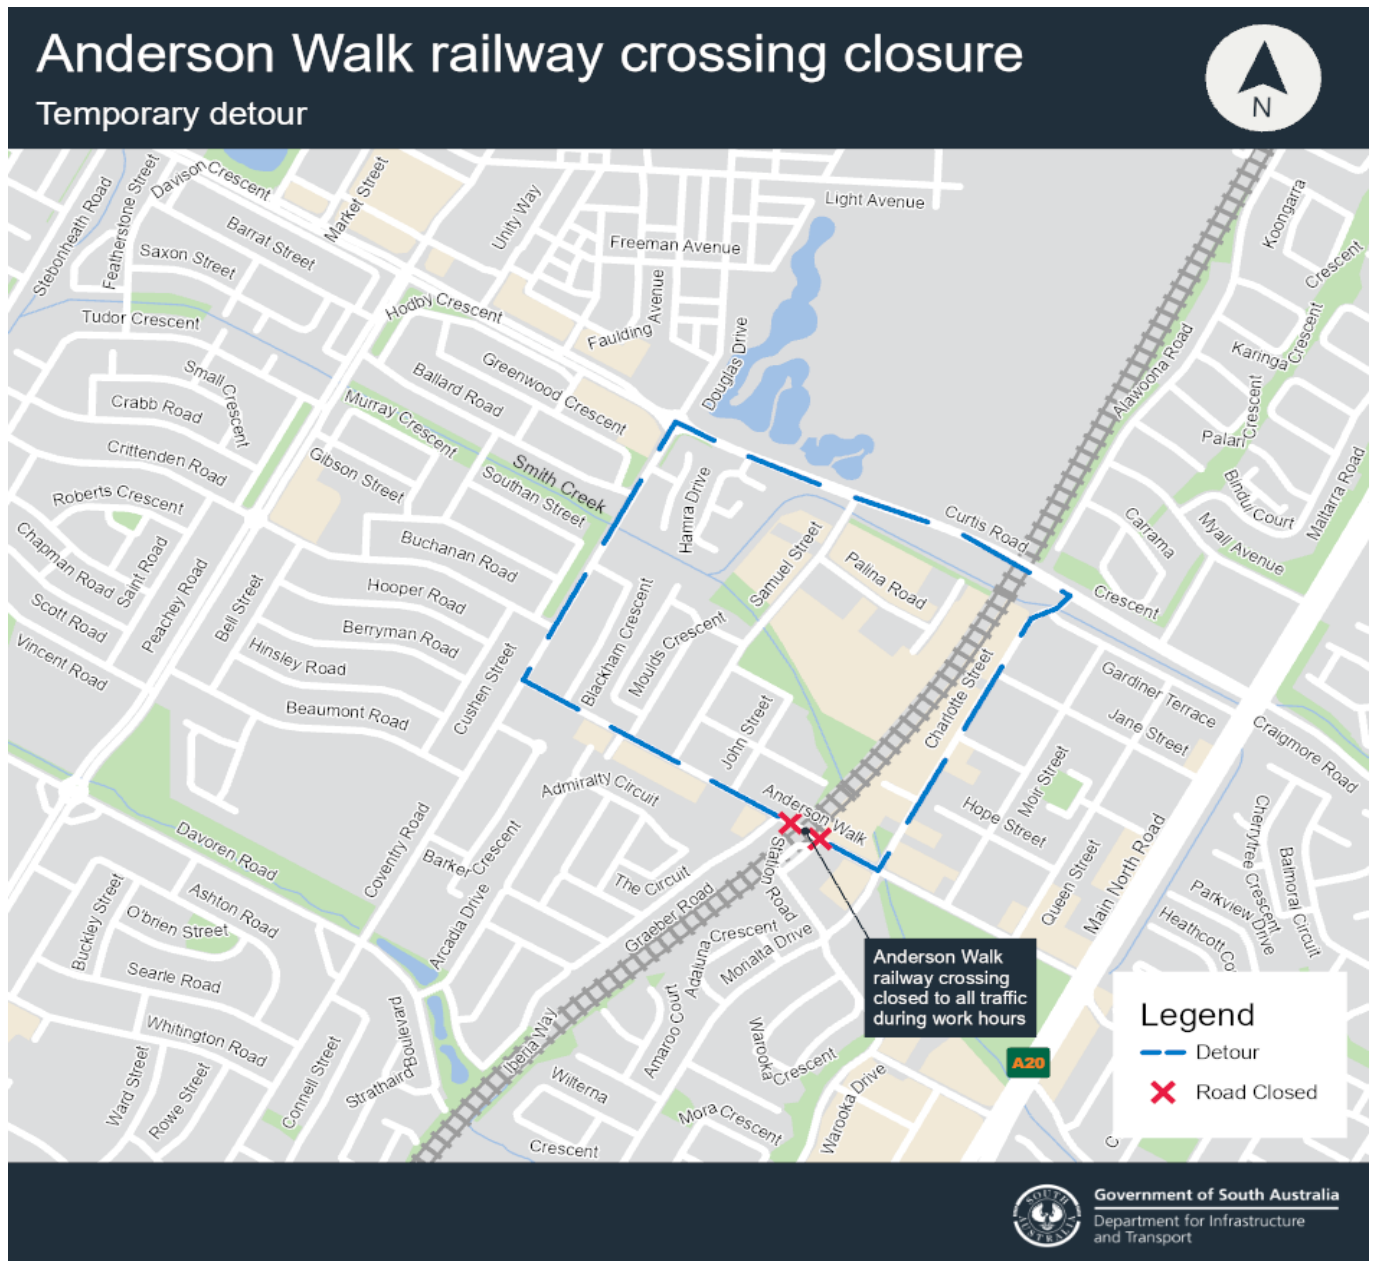 Anderson Walk railway crossing closure
Temporary detour
N
Stebonheath Road
Featherstone Street
Davison Crescent
Market Street
Barrat Street
Saxon Street
Unity Way
Light Avenue
Freeman Avenue
Koongarra
Crescent
Hodby Crescent
Tudor Crescent
Faulding
Avenue
Douglas Drive
Alawoona Road
Karinga
Crescent
Small Crescent
Greenwood Crescent
Ballard Road
Crabb Road
Murray Crescent
Palari
Crescent
Crittenden Road
Gibson Street
Smith Creek
Southan Street
Hamra Drive
Bindui Court
Maltarra Road
Roberts Crescent
Curtis Road
Carama
Myall Avenue
Chapman Road
Saint Road
Buchanan Road
Samuel Street
Palina Road
Crescent
Scott Road
Peachey Road
Bell Street
Hooper Road
Blackham Crescent
Moulds Crescent
Vincent Road
Berryman Road
Hinsley Road
Cushen Street
Charlotte Street
Gardiner Terrace
Beaumont Road
John Street
Jane Street
Craigmore Road
Admiralty Circuit
Anderson Walk
Moir Street
Hope Street
Cherrytree Crescent
Balmoral Circuit
Davoren Road
Coventry Road
Barker Crescent
Station Road
The Circuit
Queen Street
Main North Road
Parkview Drive
Heathcott Co
Buckley Street
Ashton Road
O'brien Street
Arcadia Drive
Graeber Road
Adaluna Crescent
Morialta Drive
Searle Road
Anderson Walk
railway crossing
closed to all traffic
during work hours
Whitington Road
Strathaird Boulevard
Iberia Way
Amaroo Court
Warooka
Crescent
Ward Street
Rowe Street
Connell Street
Wilterna
Crescent
Mora Crescent
Warooka Drive
A20
C
Legend
Detour
Road Closed
SOUTH
AUSTRALIA
Government of South Australia
Department for Infrastructure
and Transport